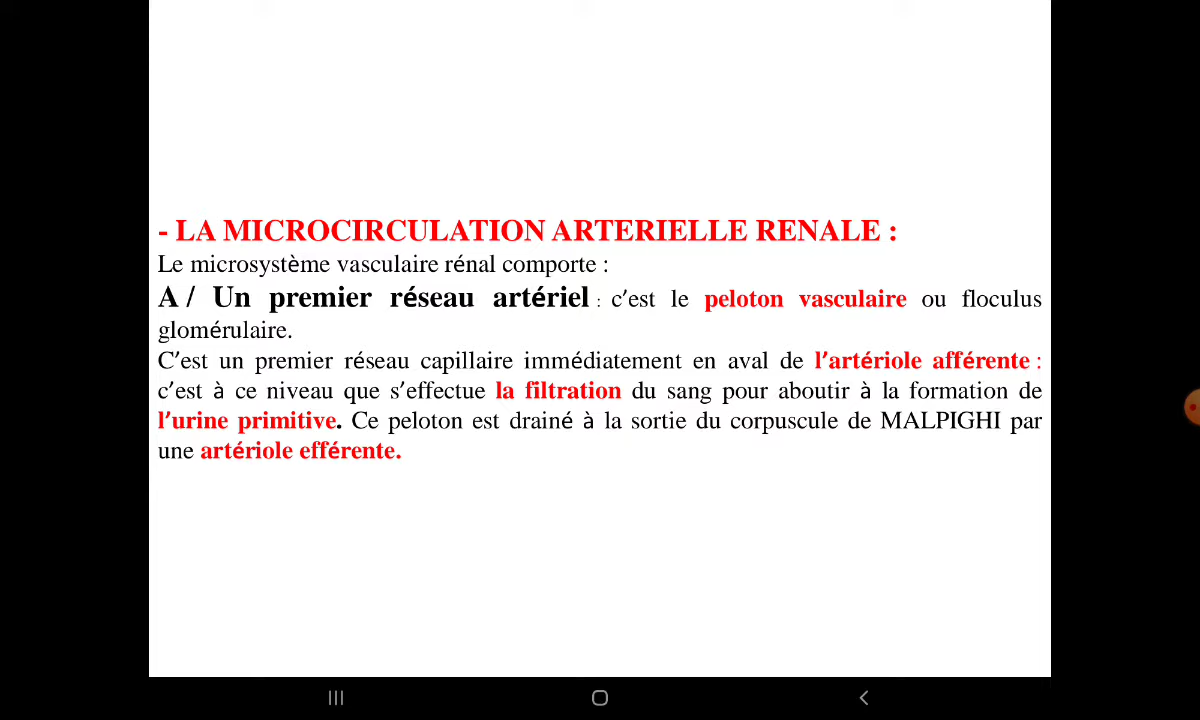 - LA MICROCIRCULATION ARTERIELLE RENALE :
Le microsystème vasculaire rénal comporte :
A / Un premier réseau artériel : c’est le peloton vasculaire ou floculus
glomérulaire.
C’est un premier réseau capillaire immédiatement en aval de l’artériole afférente :
c’est à ce niveau que s’effectue la filtration du sang pour aboutir à la formation de
l’urine primitive. Ce peloton est drainé à la sortie du corpuscule de MALPIGHI par
une artériole efférente.